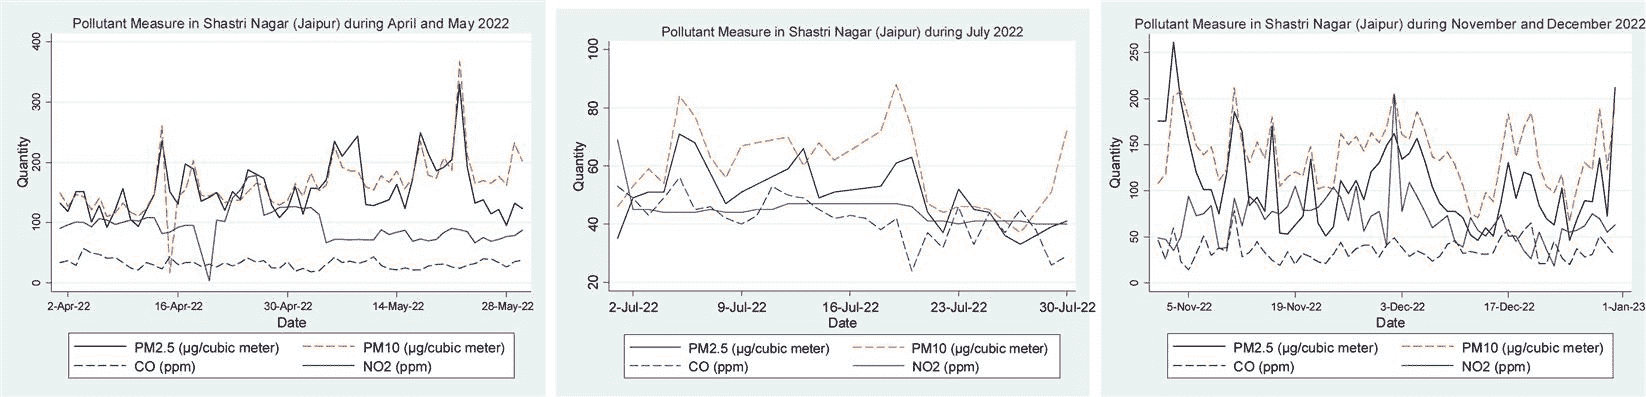 Pollutant Measure in Shastri Nagar (Jaipur) during April and May 2022
400
300
200
100
0
Quantity
2-Apr-22 16-Apr-22 30-Apr-22 14-May-22 28-May-22
Date
PM2.5 (µg/cubic meter) PM10 (µg/cubic meter)
CO (ppm) NO2 (ppm)
Pollutant Measure in Shastri Nagar (Jaipur) during July 2022
100
80
60
40
20
Quantity
2-Jul-22 9-Jul-22 16-Jul-22 23-Jul-22 30-Jul-22
Date
PM2.5 (µg/cubic meter) PM10 (µg/cubic meter)
CO (ppm) NO2 (ppm)
Pollutant Measure in Shastri Nagar (Jaipur) during November and December 2022
250
200
150
100
50
0
Quantity
5-Nov-22 19-Nov-22 3-Dec-22 17-Dec-22 1-Jan-23
Date
PM2.5 (µg/cubic meter) PM10 (µg/cubic meter)
CO (ppm) NO2 (ppm)